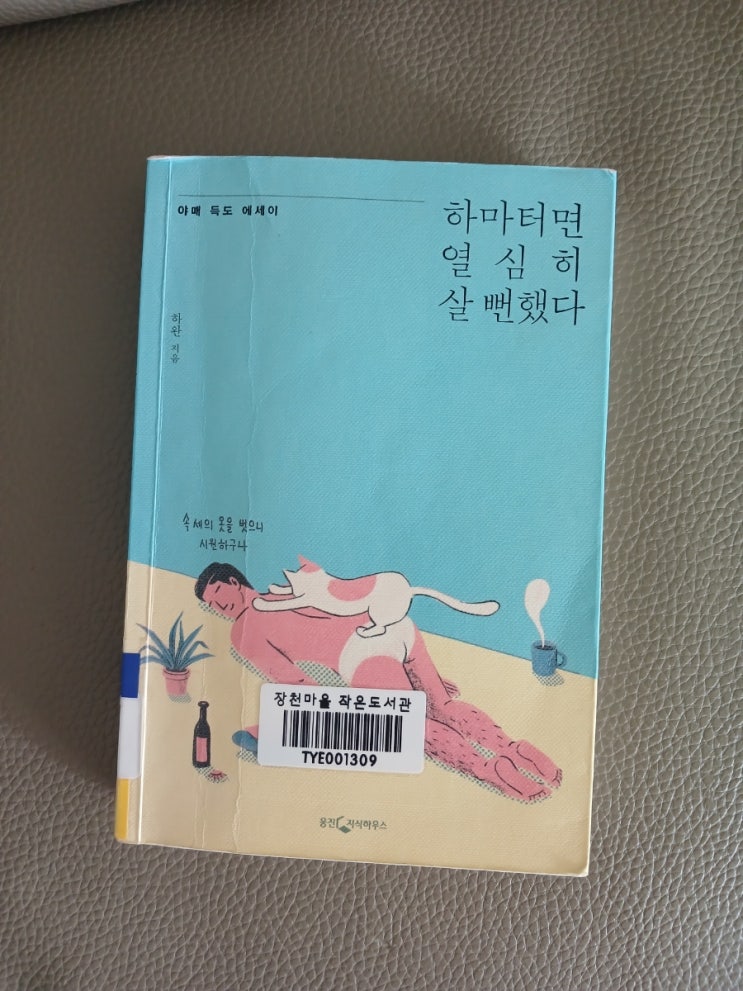 야매 득도 에세이
하마터면
열심히
살 뻔했다
하완 지음
속세의 옷을 벗으니
시원하구나
장천마을 작은도서관
TYE001309
웅진 지식하우스